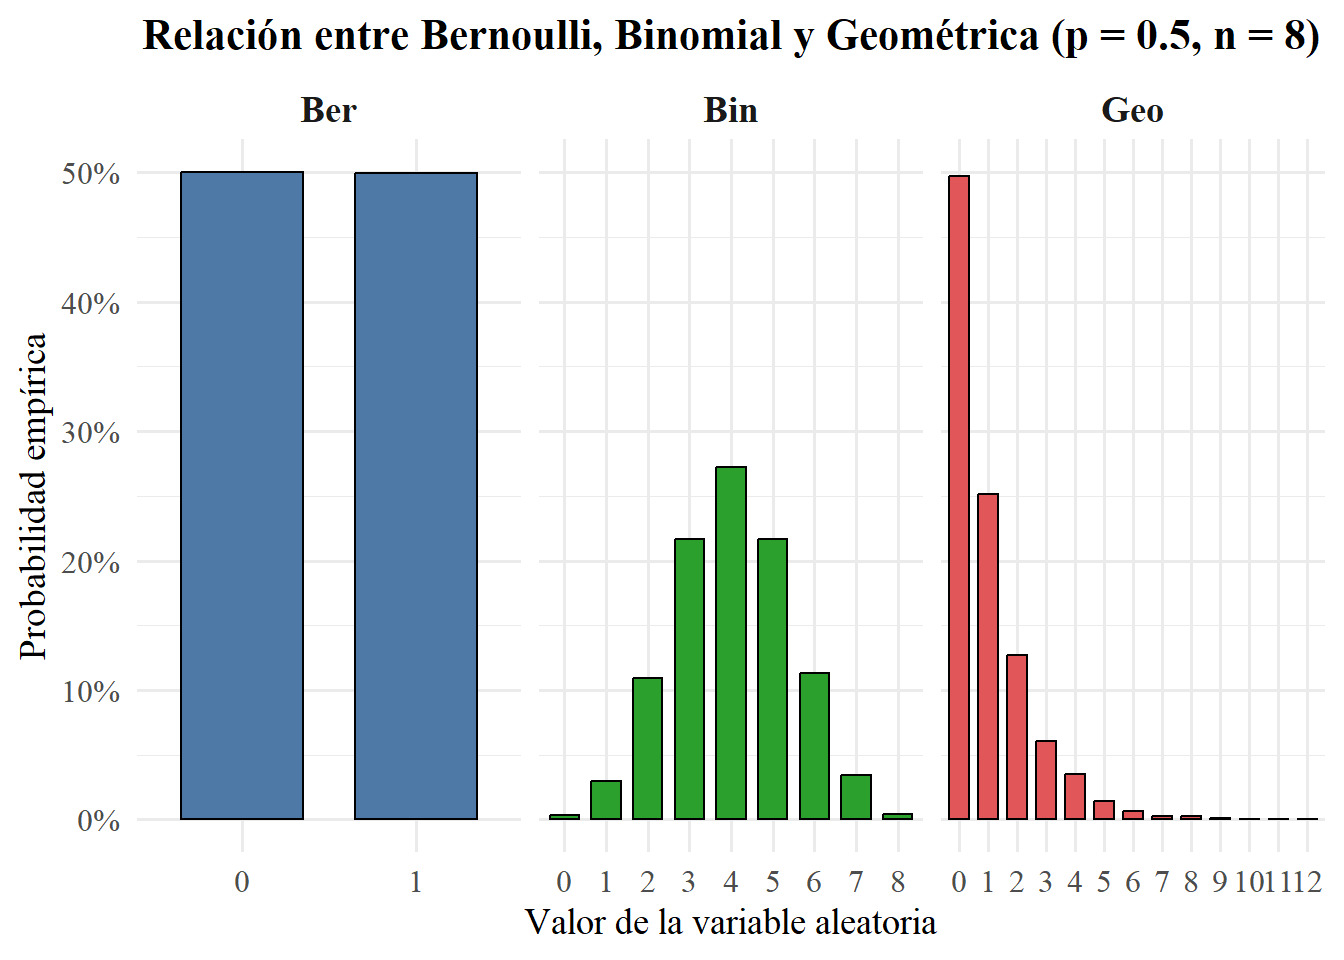 Relación entre Bernoulli, Binomial y Geométrica (p = 0.5, n = 8)
Ber
Bin
Geo
Probabilidad empírica
50%
40%
30%
20%
10%
0%
0 1
0 1 2 3 4 5 6 7 8
0 1 2 3 4 5 6 7 8 9 10 11 12
Valor de la variable aleatoria